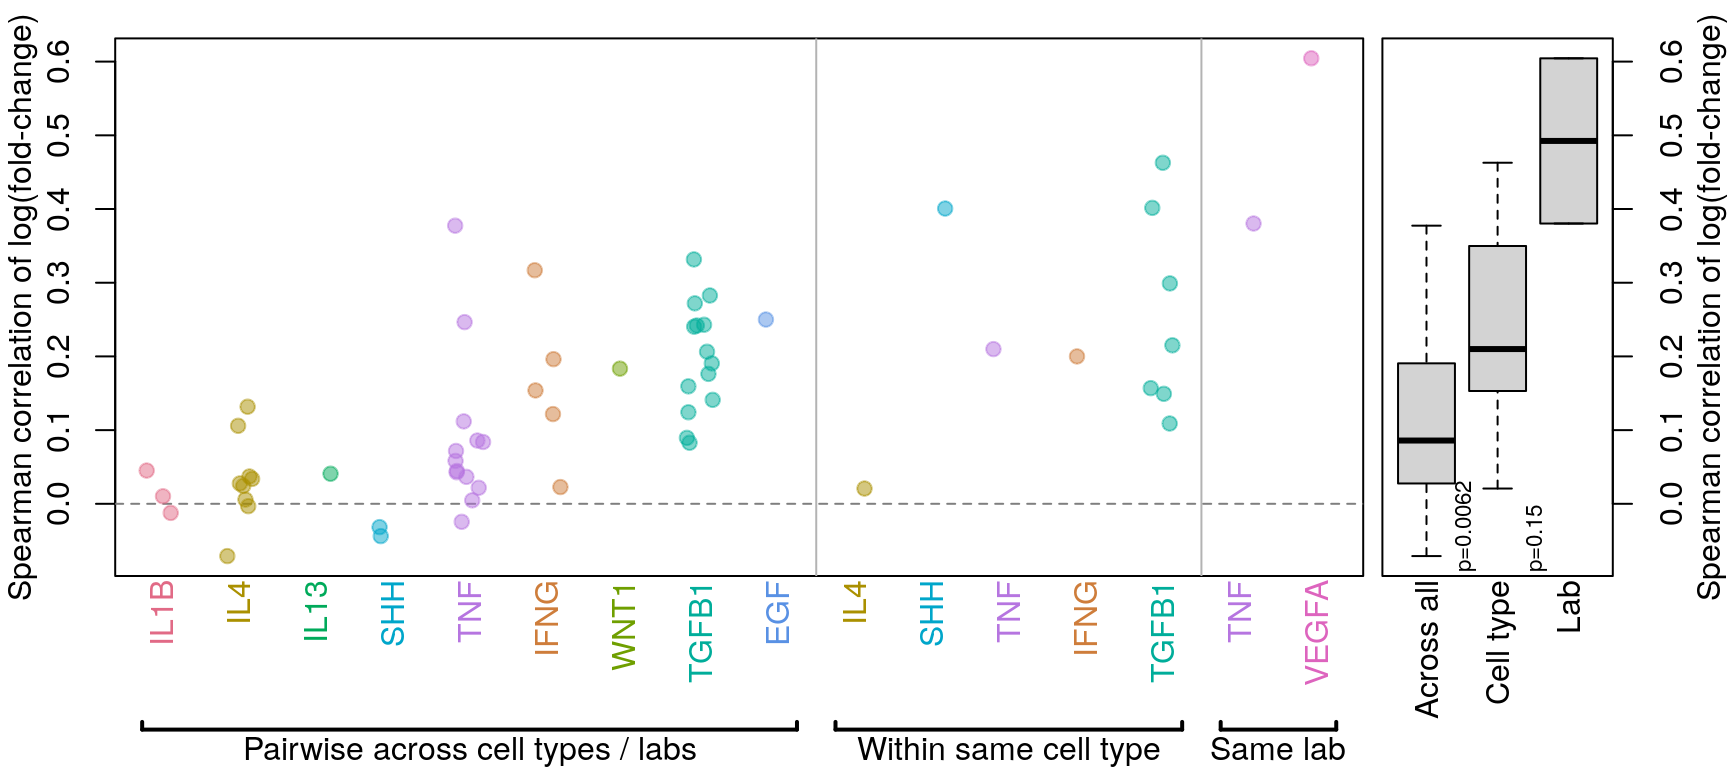 Spearman correlation of log(fold-change)
0.6
0.5
0.4
0.3
0.2
0.1
0.0
IL1B
IL4
IL13
SHH
TNF
IFNG
WNT1
TGFB1
EGF
IL4
SHH
TNF
IFNG
TGFB1
TNF
VEGFA
Pairwise across cell types / labs
Within same cell type
Same lab
p=0.0062
p=0.15
Across all
Cell type
Lab
0.6
0.5
0.4
0.3
0.2
0.1
0.0
Spearman correlation of log(fold-change)